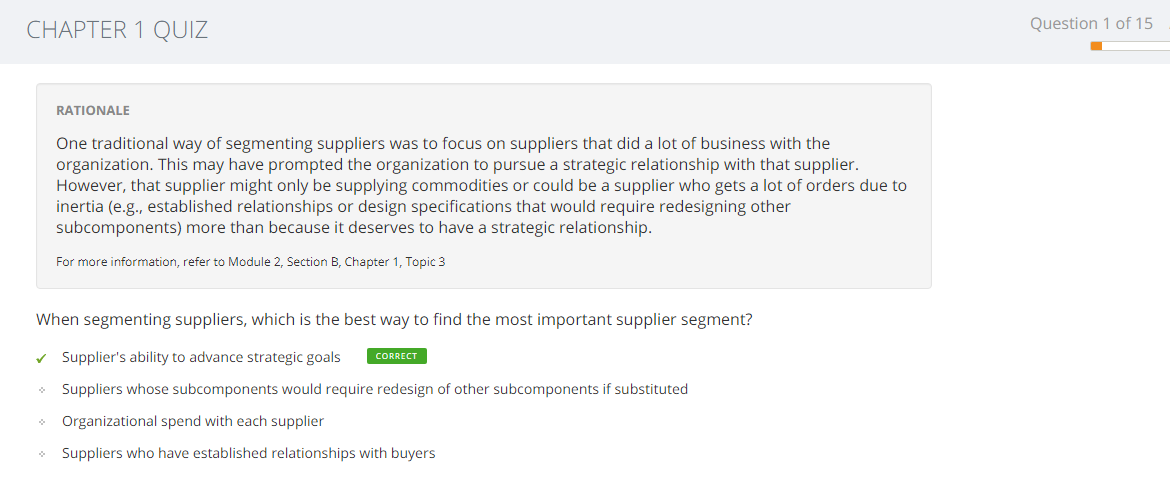 CHAPTER 1 QUIZ
Question 1 of 15
RATIONALE
One traditional way of segmenting suppliers was to focus on suppliers that did a lot of business with the
organization. This may have prompted the organization to pursue a strategic relationship with that supplier.
However, that supplier might only be supplying commodities or could be a supplier who gets a lot of orders due to
inertia (e.g., established relationships or design specifications that would require redesigning other
subcomponents) more than because it deserves to have a strategic relationship.
For more information, refer to Module 2, Section B, Chapter 1, Topic 3
When segmenting suppliers, which is the best way to find the most important supplier segment?
Supplier's ability to advance strategic goals CORRECT
Suppliers whose subcomponents would require redesign of other subcomponents if substituted
Organizational spend with each supplier
Suppliers who have established relationships with buyers